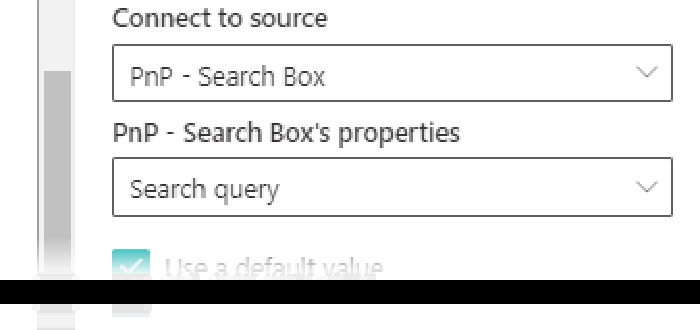 Connect to source
PnP - Search Box
PnP - Search Box's properties
Search query
Use a default value